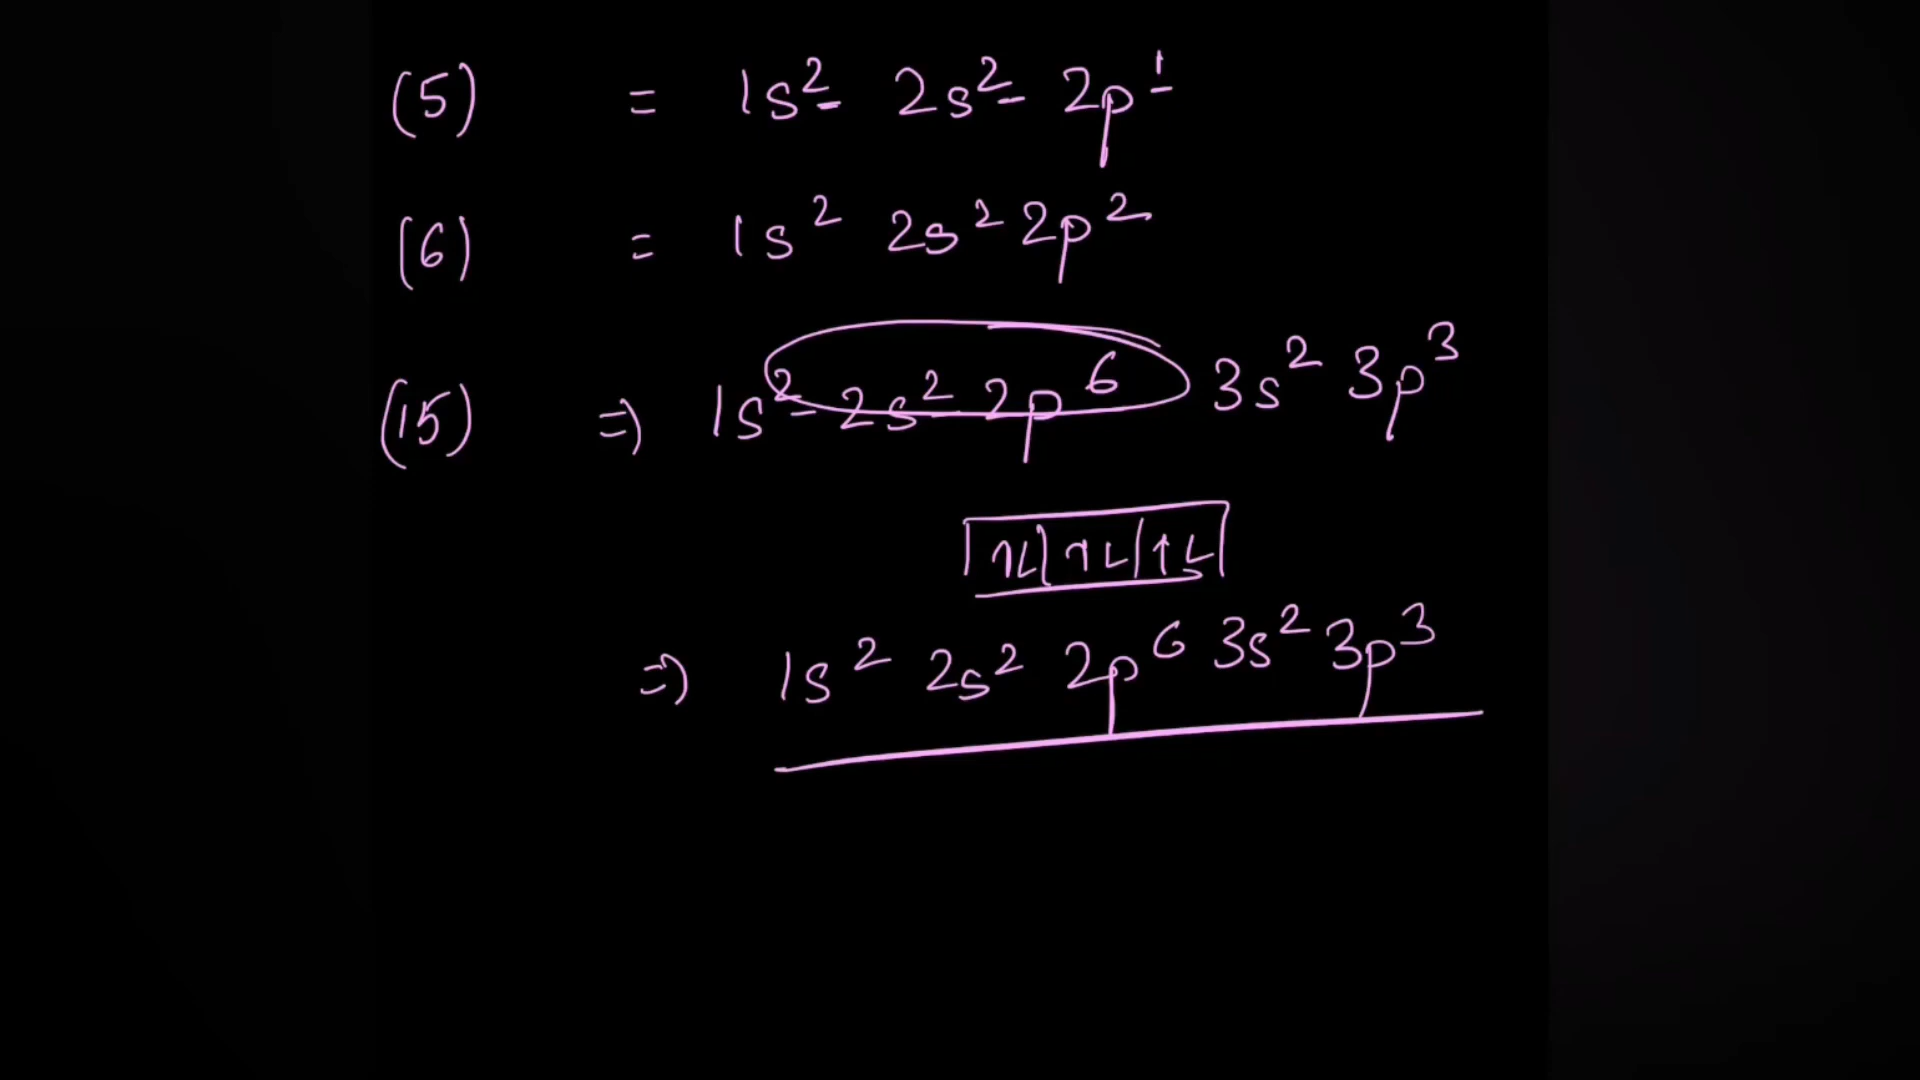 (5) = 1s² 2s² 2p¹
(6) = 1s² 2s² 2p²
(15) ⇒ 1s² 2s² 2p⁶ 3s² 3p³
↑↓ ↑↓ ↑↓
⇒ 1s² 2s² 2p⁶ 3s² 3p³